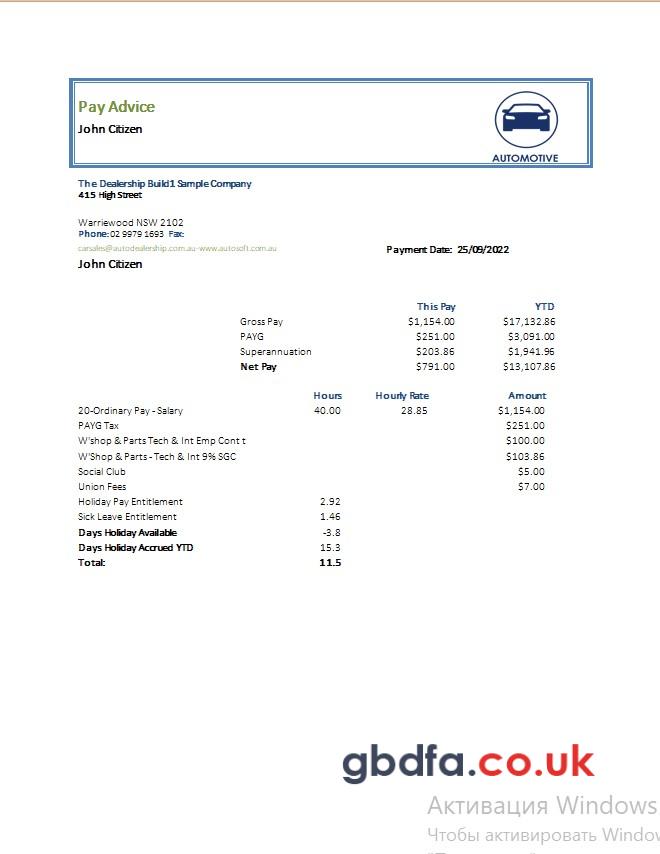 Pay Advice
John Citizen
AUTOMOTIVE
The Dealership Build1 Sample Company
415 High Street
Warriewood NSW 2102
Phone: 02 9979 1693 Fax:
carsales@autodealership.com.au-www.autosoft.com.au
Payment Date: 25/09/2022
John Citizen
This Pay YTD
Gross Pay $1,154.00 $17,132.86
PAYG $251.00 $3,091.00
Superannuation $203.86 $1,941.96
Net Pay $791.00 $13,107.86
Hours Hourly Rate Amount
20-Ordinary Pay - Salary 40.00 28.85 $1,154.00
PAYG Tax $251.00
W'shop & Parts Tech & Int Emp Cont t $100.00
W'Shop & Parts - Tech & Int 9% SGC $103.86
Social Club $5.00
Union Fees $7.00
Holiday Pay Entitlement 2.92
Sick Leave Entitlement 1.46
Days Holiday Available -3.8
Days Holiday Accrued YTD 15.3
Total: 11.5
gbdfa.co.uk
Активация Windows
Чтобы активировать Window